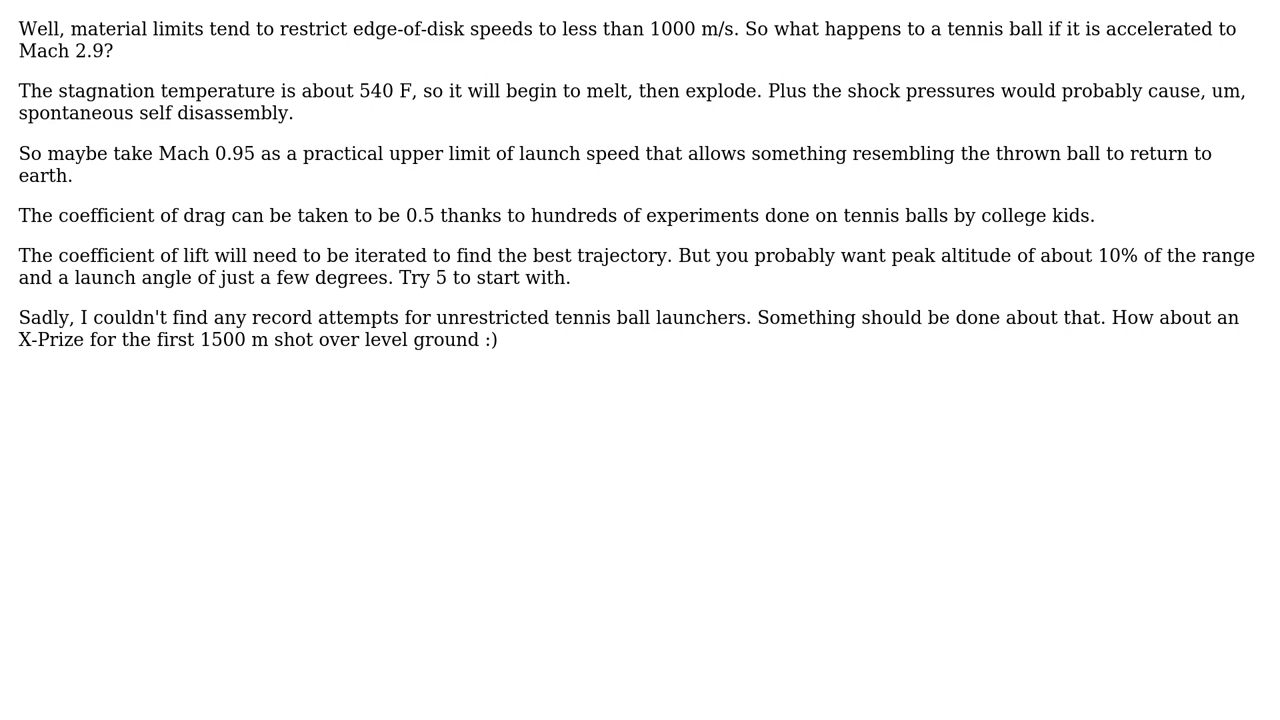 Well, material limits tend to restrict edge-of-disk speeds to less than 1000 m/s. So what happens to a tennis ball if it is accelerated to
Mach 2.9?
The stagnation temperature is about 540 F, so it will begin to melt, then explode. Plus the shock pressures would probably cause, um,
spontaneous self disassembly.
So maybe take Mach 0.95 as a practical upper limit of launch speed that allows something resembling the thrown ball to return to
earth.
The coefficient of drag can be taken to be 0.5 thanks to hundreds of experiments done on tennis balls by college kids.
The coefficient of lift will need to be iterated to find the best trajectory. But you probably want peak altitude of about 10% of the range
and a launch angle of just a few degrees. Try 5 to start with.
Sadly, I couldn't find any record attempts for unrestricted tennis ball launchers. Something should be done about that. How about an
X-Prize for the first 1500 m shot over level ground :)